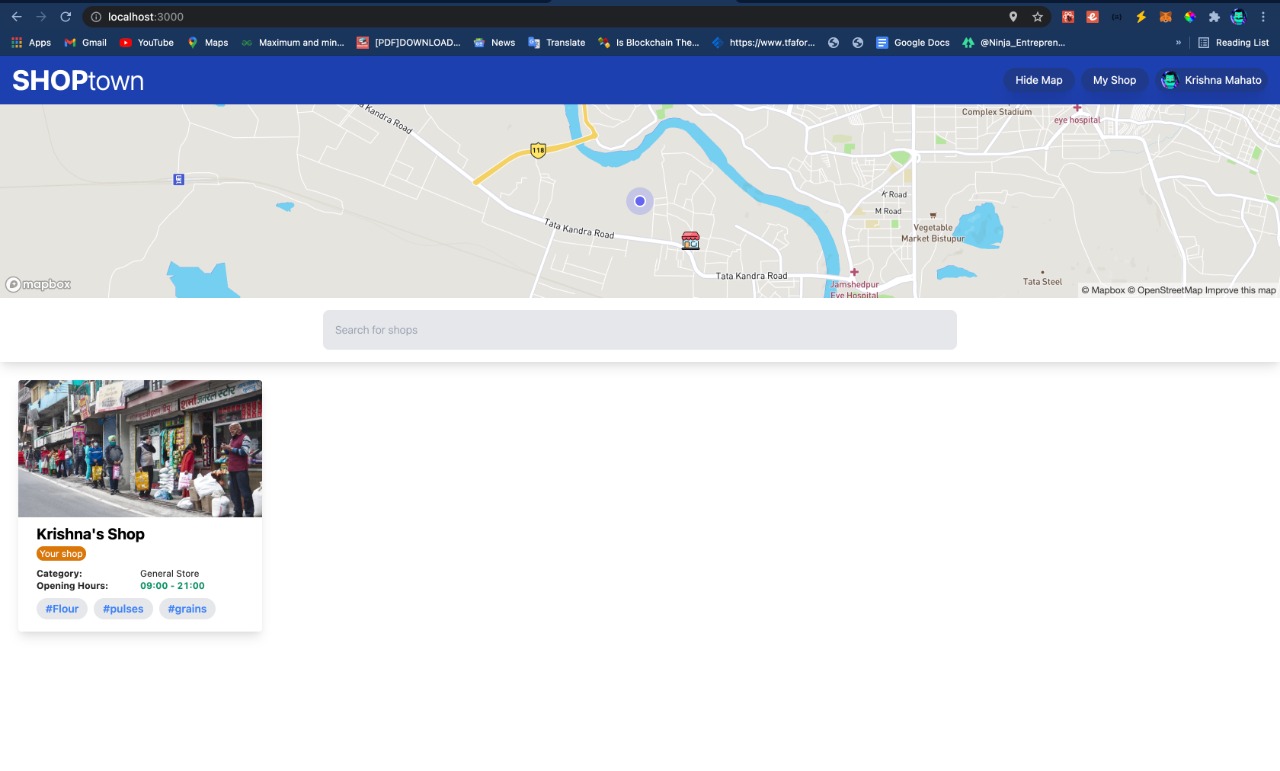 localhost:3000
Apps
Gmail
YouTube
Maps
Maximum and min...
[PDF]DOWNLOAD...
News
Translate
Is Blockchain The...
https://www.tfafor...
Google Docs
@Ninja_Entrepren...
»
Reading List
SHOPtown
Hide Map
My Shop
Krishna Mahato
Kandra Road
Complex Stadium
eye hospital
118
K Road
M Road
Tata Kandra Road
Vegetable
Market Bistupur
Tata Kandra Road
Jamshedpur
Eye Hospital
Tata Steel
mapbox
© Mapbox © OpenStreetMap Improve this map
Search for shops
जनरल स्टोर
Krishna's Shop
Your shop
Category:
General Store
Opening Hours:
09:00 - 21:00
#Flour
#pulses
#grains